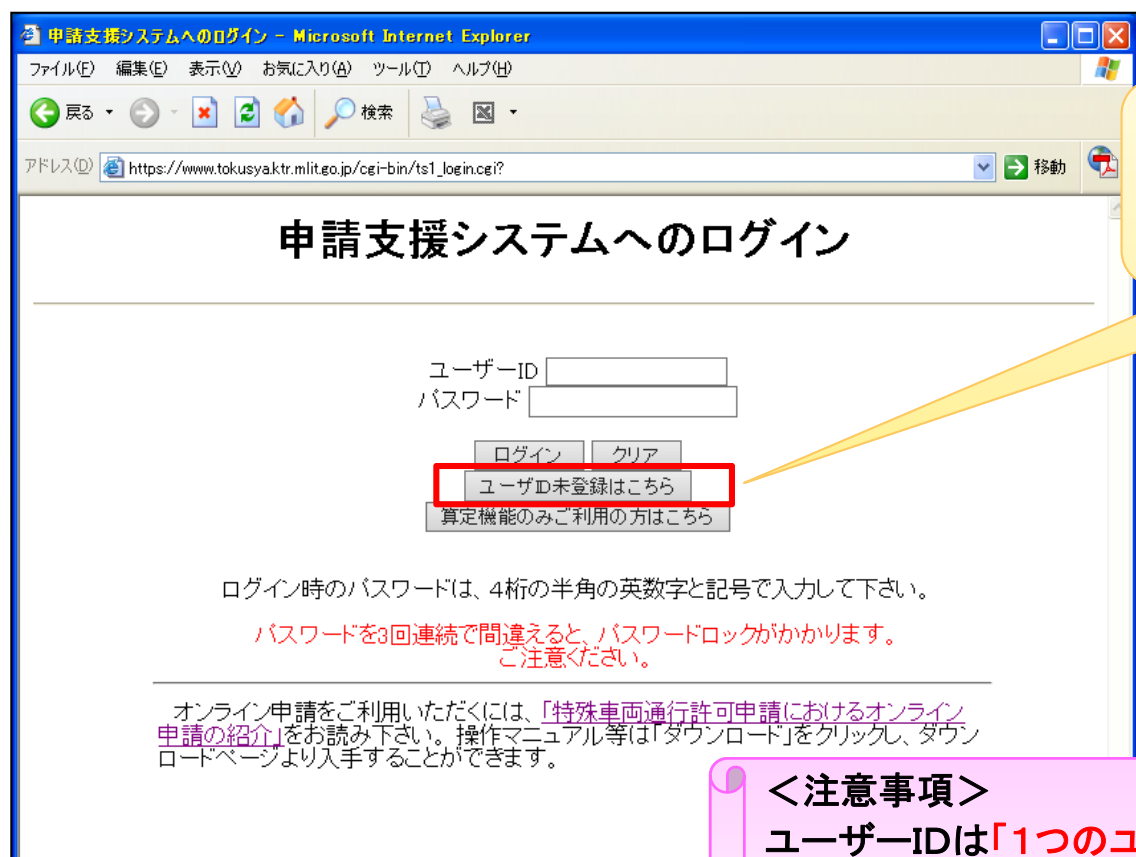 申請支援システムへのログイン - Microsoft Internet Explorer
ファイル(F) 編集(E) 表示(V) お気に入り(A) ツール(T) ヘルプ(H)
戻る 検索
アドレス(D) https://www.tokusya.ktr.mlit.go.jp/cgi-bin/ts1_login.cgi? 移動
申請支援システムへのログイン
ユーザーID
パスワード
ログイン クリア
ユーザID未登録はこちら
算定機能のみご利用の方はこちら
ログイン時のパスワードは、4桁の半角の英数字と記号で入力して下さい。
パスワードを3回連続で間違えると、パスワードロックがかかります。
ご注意ください。
オンライン申請をご利用いただくには、「特殊車両通行許可申請におけるオンライン
申請の紹介」をお読み下さい。操作マニュアル等は「ダウンロード」をクリックし、ダウン
ロードページより入手することができます。
＜注意事項＞
ユーザーIDは「1つのユ